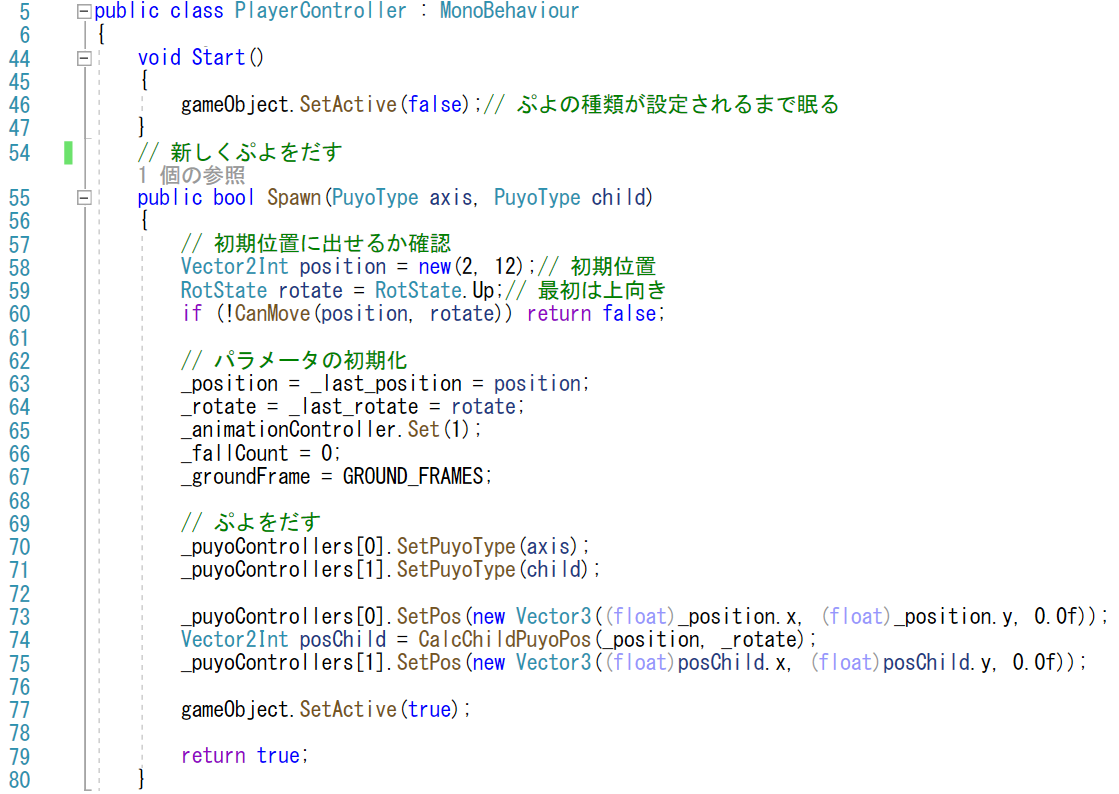 5 public class PlayerController : MonoBehaviour
6 {
44 void Start()
45 {
46 gameObject.SetActive(false);// ぷよの種類が設定されるまで眠る
47 }
54 // 新しくぷよをだす
1 個の参照
55 public bool Spawn(PuyoType axis, PuyoType child)
56 {
57 // 初期位置に出せるか確認
58 Vector2Int position = new(2, 12);// 初期位置
59 RotState rotate = RotState.Up;// 最初は上向き
60 if (!CanMove(position, rotate)) return false;
61
62 // パラメータの初期化
63 _position = _last_position = position;
64 _rotate = _last_rotate = rotate;
65 _animationController.Set(1);
66 _fallCount = 0;
67 _groundFrame = GROUND_FRAMES;
68
69 // ぷよをだす
70 _puyoControllers[0].SetPuyoType(axis);
71 _puyoControllers[1].SetPuyoType(child);
72
73 _puyoControllers[0].SetPos(new Vector3((float)_position.x, (float)_position.y, 0.0f));
74 Vector2Int posChild = CalcChildPuyoPos(_position, _rotate);
75 _puyoControllers[1].SetPos(new Vector3((float)posChild.x, (float)posChild.y, 0.0f));
76
77 gameObject.SetActive(true);
78
79 return true;
80 }